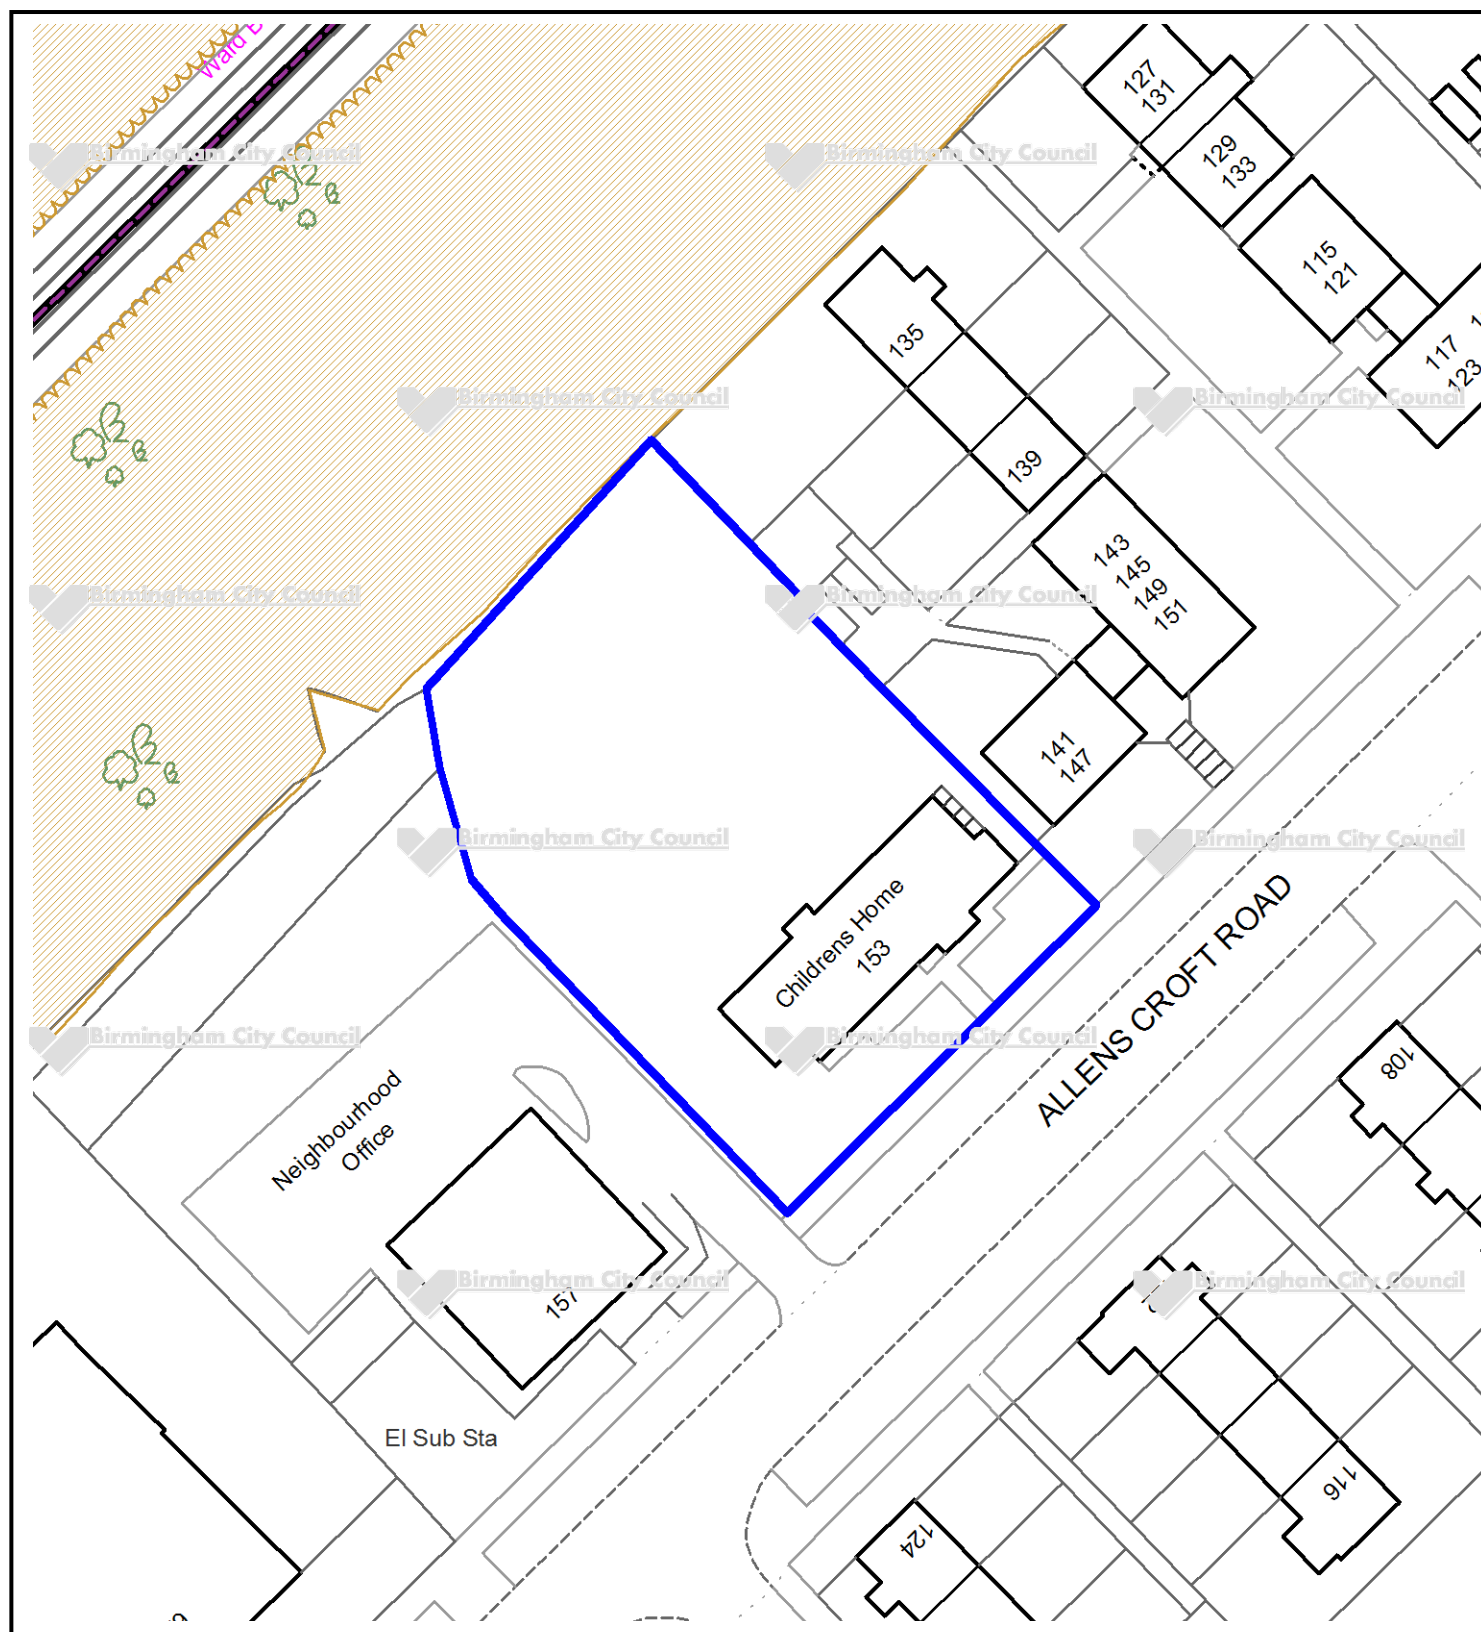 Ward B
Birmingham City Council
Birmingham City Council
127
131
129
133
115
121
117
123
135
139
Birmingham City Council
Birmingham City Council
143
145
149
151
Birmingham City Council
Birmingham City Council
141
147
Birmingham City Council
Birmingham City Council
Childrens Home
153
ALLENS CROFT ROAD
Birmingham City Council
Birmingham City Council
108
Neighbourhood
Office
157
Birmingham City Council
Birmingham City Council
El Sub Sta
116
124